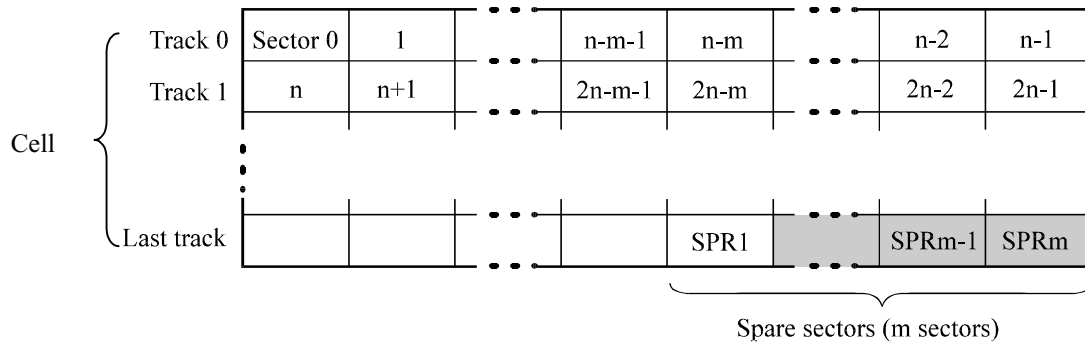 Track 0 Sector 0 1 n-m-1 n-m n-2 n-1
Track 1 n n+1 2n-m-1 2n-m 2n-2 2n-1
Cell
Last track SPR1 SPRm-1 SPRm
Spare sectors (m sectors)